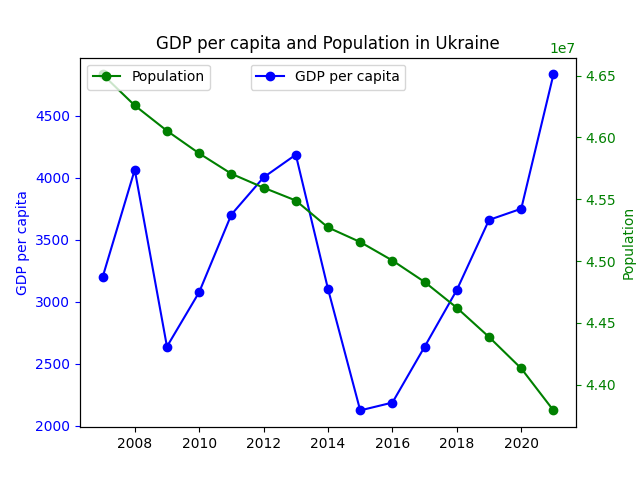 GDP per capita and Population in Ukraine
1e7
Population
GDP per capita
4500
4000
3500
3000
2500
2000
GDP per capita
4.65
4.60
4.55
4.50
4.45
4.40
Population
2008 2010 2012 2014 2016 2018 2020